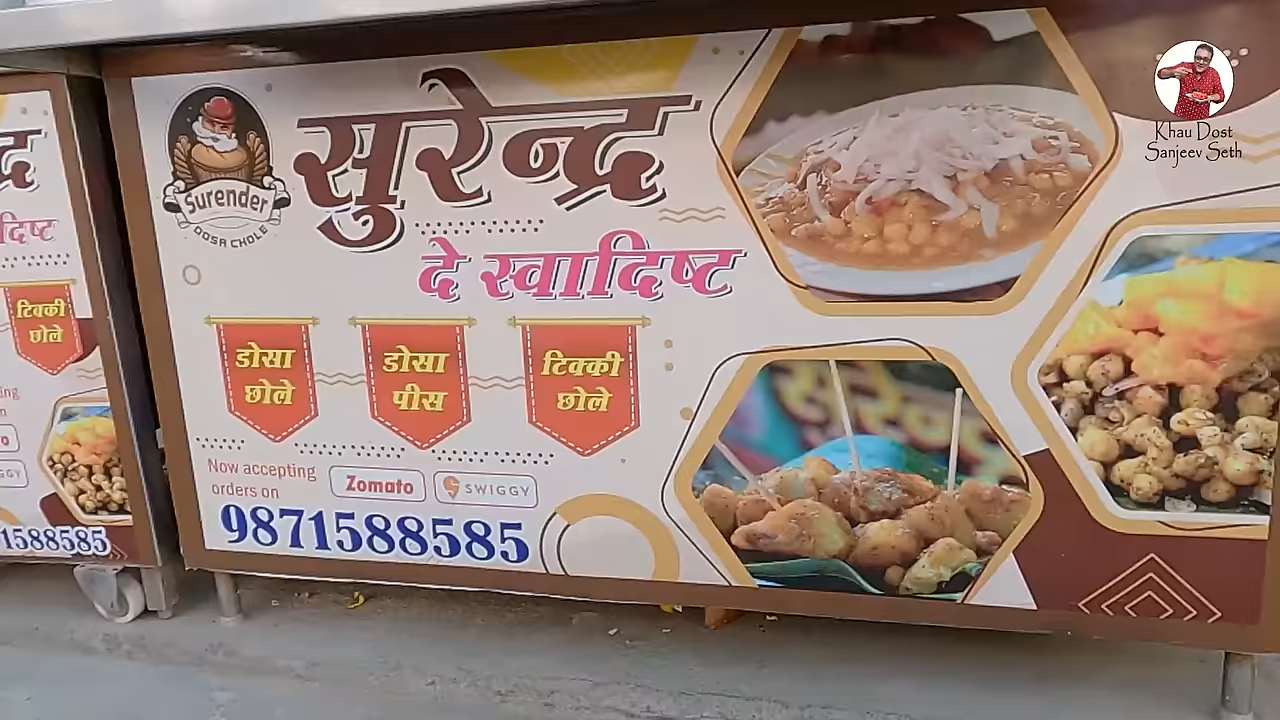 द्र
दिष्ट
टिक्की
छोले
1588585
Surender
DOSA CHOLE
सुरेन्द्र
दे स्वादिष्ट
डोसा
छोले
डोसा
पीस
टिक्की
छोले
Now accepting
orders on
Zomato
SWIGGY
9871588585
Khau Dost
Sanjeev Seth